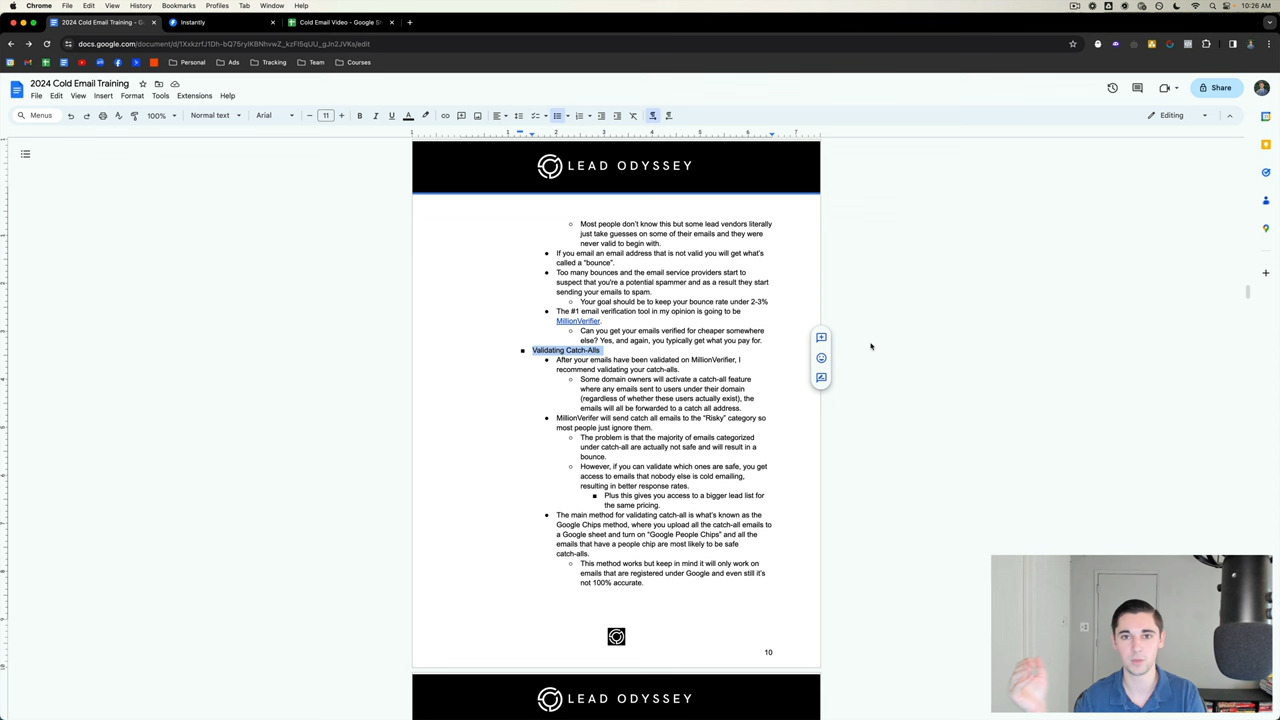 Chrome File Edit View History Bookmarks Profiles Tab Window Help
10:26 AM
2024 Cold Email Training - G
Instantly
Cold Email Video - Google Sh
docs.google.com/document/d/
/edit
Personal Ads Tracking Team Courses
2024 Cold Email Training
File Edit View Insert Format Tools Extensions Help
Share
Menus 100% Normal text Arial 11 Editing
LEAD ODYSSEY
Most people don't know this but some lead vendors literally
just take guesses on some of their emails and they were
never valid to begin with.
If you email an email address that is not valid you will get what's
called a "bounce".
Too many bounces and the email service providers start to
suspect that you're a potential spammer and as a result they start
sending your emails to spam.
Your goal should be to keep your bounce rate under 2-3%
The #1 email verification tool in my opinion is going to be
MillionVerifier.
Can you get your emails verified for cheaper somewhere
else? Yes, and again, you typically get what you pay for.
Validating Catch-Alls
After your emails have been validated on MillionVerifier, I
recommend validating your catch-alls.
Some domain owners will activate a catch-all feature
where any emails sent to users under their domain
(regardless of whether these users actually exist), the
emails will all be forwarded to a catch all address.
MillionVerifer will send catch all emails to the "Risky" category so
most people just ignore them.
The problem is that the majority of emails categorized
under catch-all are actually not safe and will result in a
bounce.
However, if you can validate which ones are safe, you get
access to emails that nobody else is cold emailing,
resulting in better response rates.
Plus this gives you access to a bigger lead list for
the same pricing.
The main method for validating catch-all is what's known as the
Google Chips method, where you upload all the catch-all emails to
a Google sheet and turn on "Google People Chips" and all the
emails that have a people chip are most likely to be safe
catch-alls.
This method works but keep in mind it will only work on
emails that are registered under Google and even still it's
not 100% accurate.
10
LEAD ODYSSEY